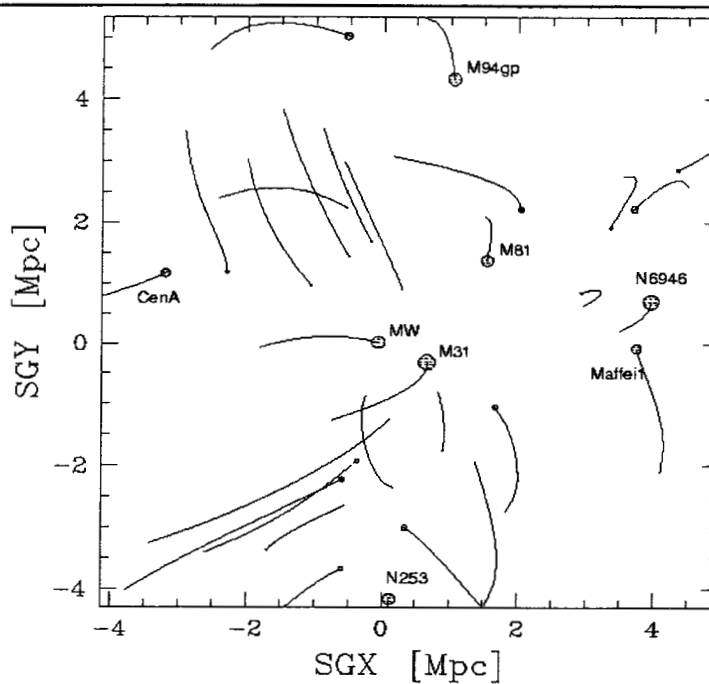 M94gp
4
2
M81
N6946
CenA
MW
0
M31
Maffei1
−2
N253
−4
−4
−2
0
2
4
SGX [Mpc]
SGY [Mpc]